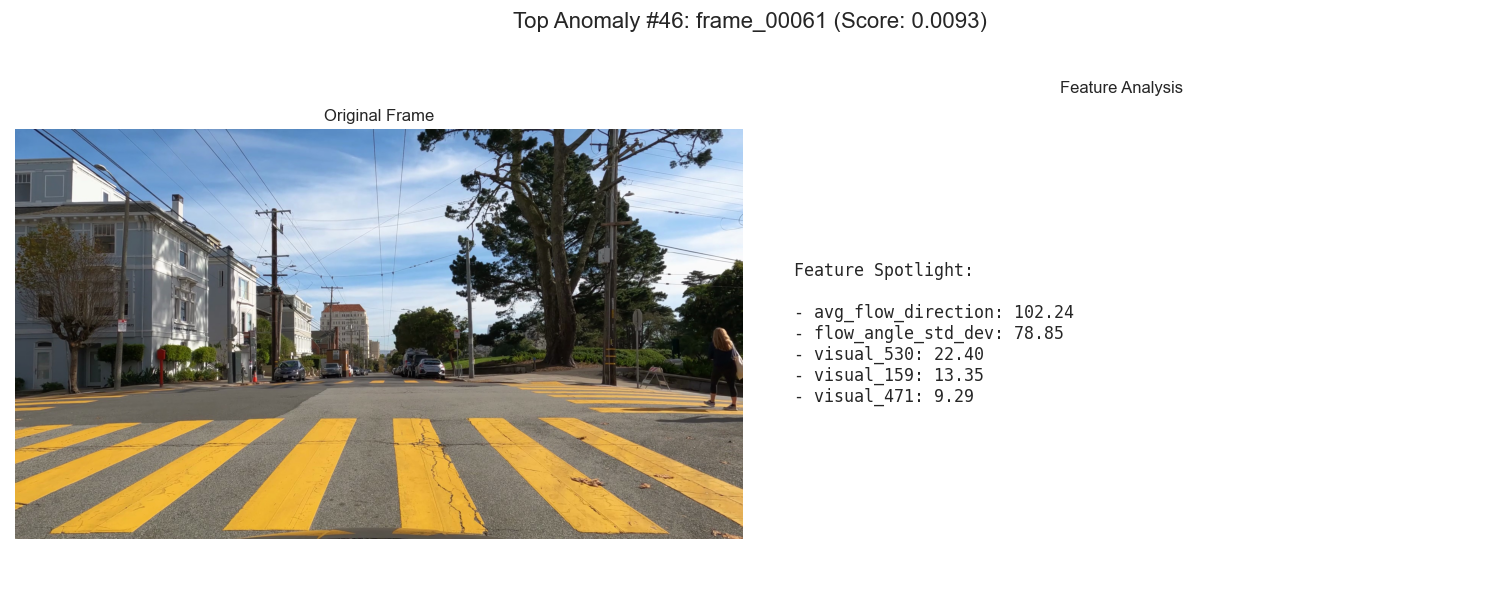 Top Anomaly #46: frame_00061 (Score: 0.0093)
Original Frame
Feature Analysis
Feature Spotlight:
- avg_flow_direction: 102.24
- flow_angle_std_dev: 78.85
- visual_530: 22.40
- visual_159: 13.35
- visual_471: 9.29